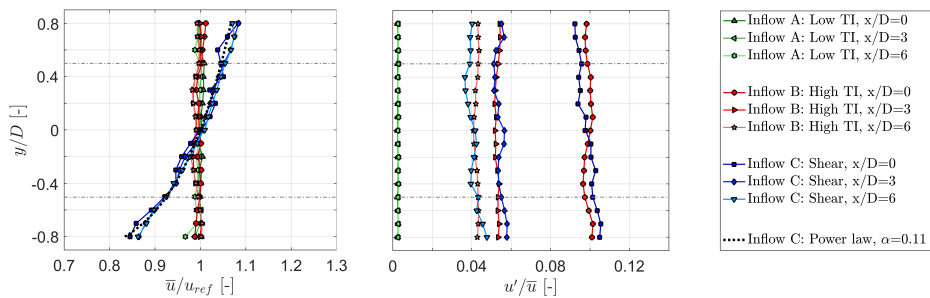 0.8
0.4
0
-0.4
-0.8
y/D [-]
0.7 0.8 0.9 1 1.1 1.2 1.3
u̅/u_ref [-]
0 0.04 0.08 0.12
u'/u̅ [-]
Inflow A: Low TI, x/D=0
Inflow A: Low TI, x/D=3
Inflow A: Low TI, x/D=6
Inflow B: High TI, x/D=0
Inflow B: High TI, x/D=3
Inflow B: High TI, x/D=6
Inflow C: Shear, x/D=0
Inflow C: Shear, x/D=3
Inflow C: Shear, x/D=6
Inflow C: Power law, α=0.11